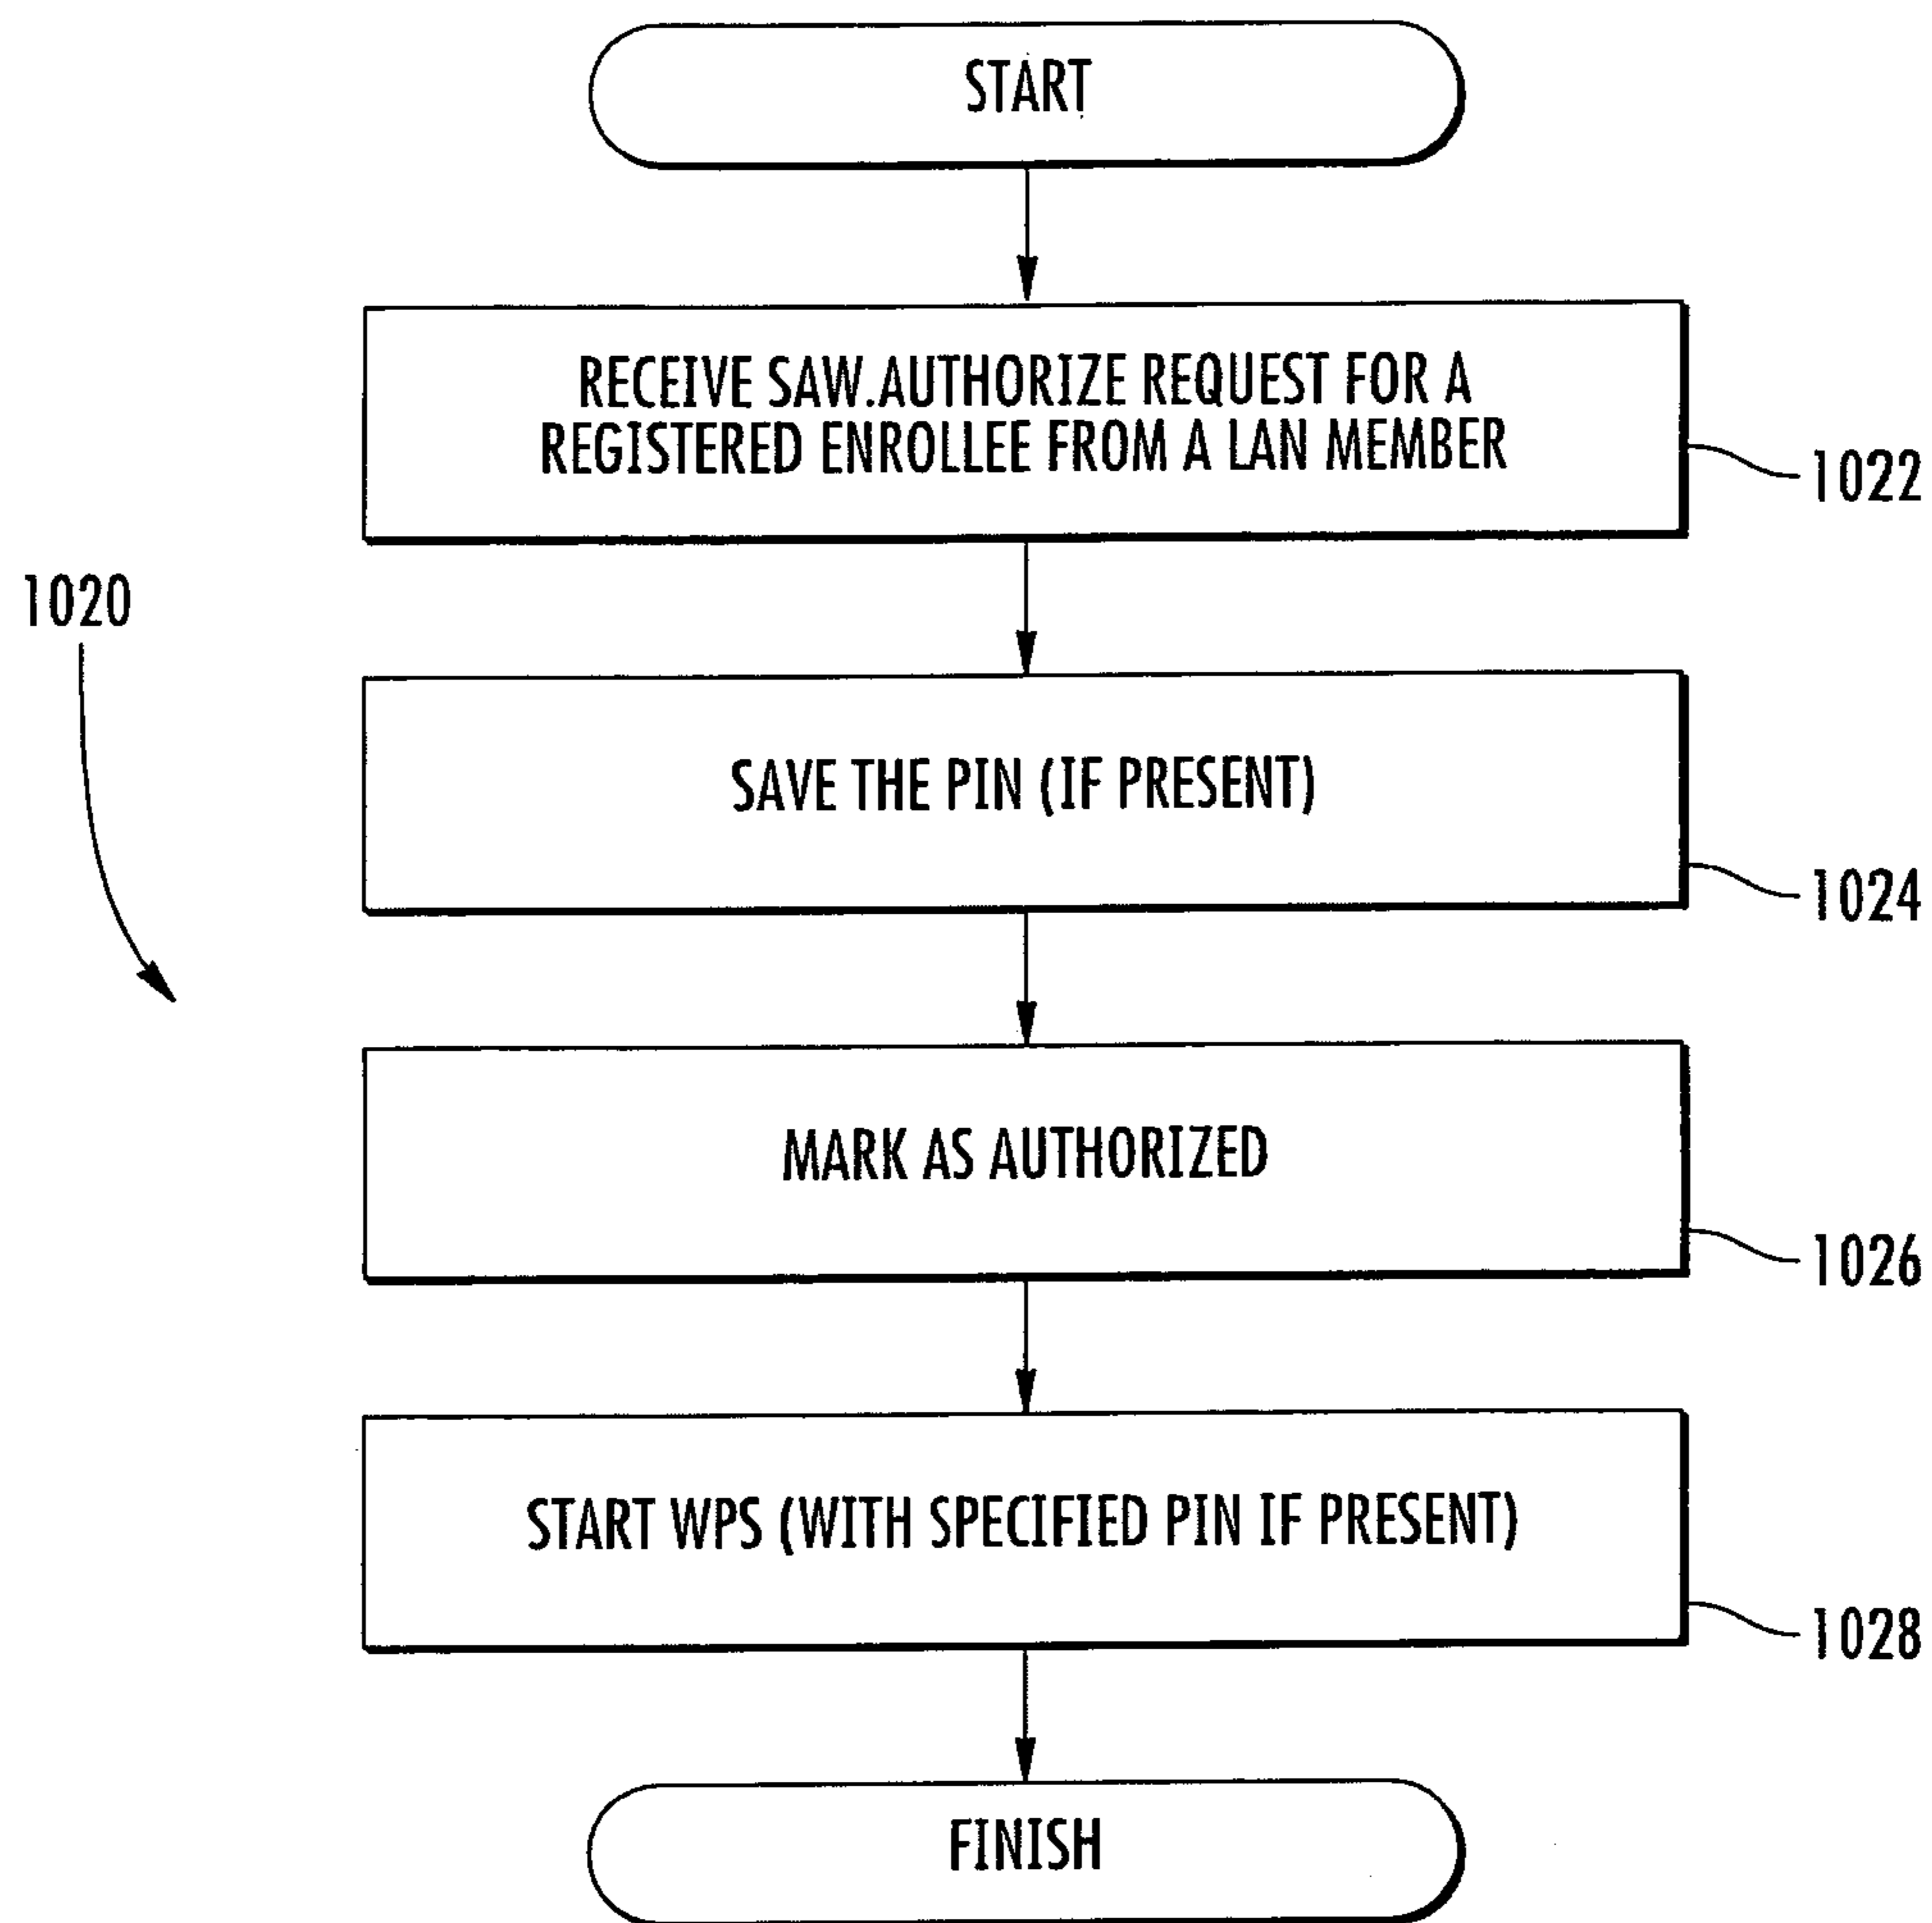 START
RECEIVE SAW.AUTHORIZE REQUEST FOR A
REGISTERED ENROLLEE FROM A LAN MEMBER
1022
1020
SAVE THE PIN (IF PRESENT)
1024
MARK AS AUTHORIZED
1026
START WPS (WITH SPECIFIED PIN IF PRESENT)
1028
FINISH